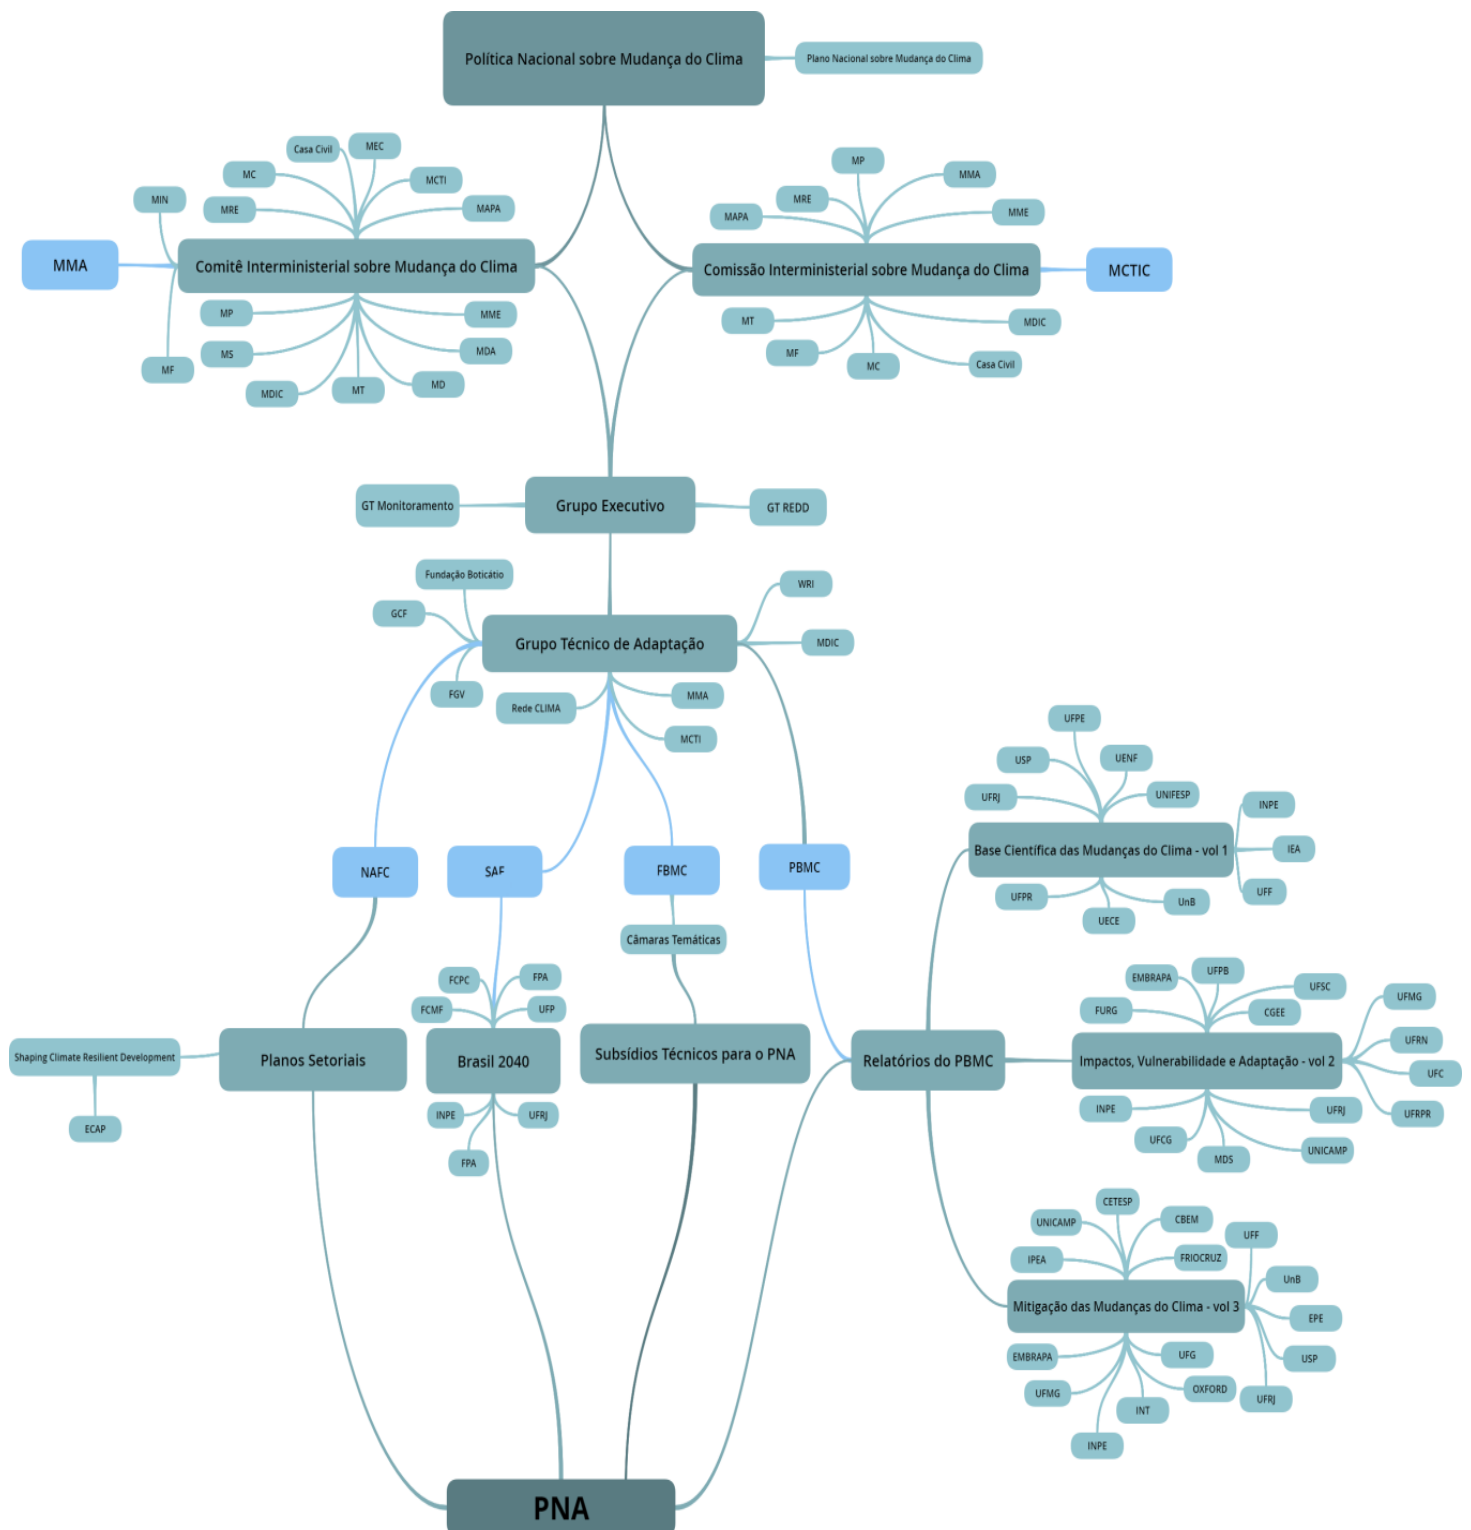 Política Nacional sobre Mudança do Clima
Plano Nacional sobre Mudança do Clima
Casa Civil
MEC
MC
MCTI
MIN
MRE
MAPA
MMA
Comitê Interministerial sobre Mudança do Clima
MP
MME
MS
MDA
MF
MDIC
MT
MD
MP
MMA
MRE
MME
MAPA
Comissão Interministerial sobre Mudança do Clima
MCTIC
MT
MDIC
MF
MC
Casa Civil
GT Monitoramento
Grupo Executivo
GT REDD
Fundação Boticátio
WRI
GCF
Grupo Técnico de Adaptação
MDIC
FGV
Rede CLIMA
MMA
MCTI
NAFC
SAE
FBMC
PBMC
Câmaras Temáticas
UFPE
USP
UENF
UFRJ
UNIFESP
INPE
Base Científica das Mudanças do Clima - vol 1
IEA
UFF
UFPR
UECE
UnB
FCPC
FPA
FCMF
UFP
Shaping Climate Resilient Development
Planos Setoriais
Brasil 2040
Subsídios Técnicos para o PNA
Relatórios do PBMC
ECAP
INPE
UFRJ
FPA
EMBRAPA
UFPB
UFSC
UFMG
FURG
CGEE
UFRN
Impactos, Vulnerabilidade e Adaptação - vol 2
UFC
INPE
UFRJ
UFRPR
UFCG
MDS
UNICAMP
CETESP
UNICAMP
CBEM
UFF
IPEA
FRIOCRUZ
UnB
Mitigação das Mudanças do Clima - vol 3
EPE
EMBRAPA
UFG
USP
UFMG
OXFORD
UFRJ
INT
INPE
PNA